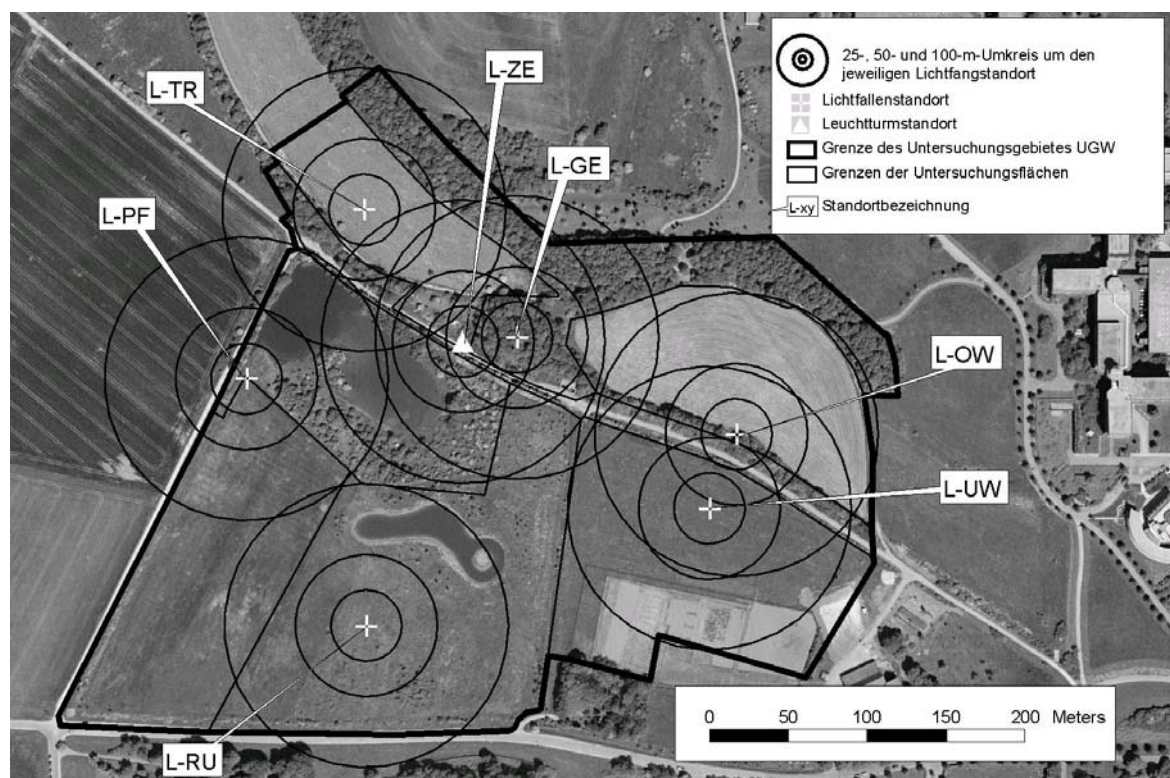 25-, 50- und 100-m-Umkreis um den
jeweiligen Lichtfangstandort
Lichtfallenstandort
Leuchtturmstandort
Grenze des Untersuchungsgebietes UGW
Grenzen der Untersuchungsflächen
L-xy Standortbezeichnung
L-ZE
L-TR
L-GE
L-PF
L-OW
L-UW
L-RU
0 50 100 150 200 Meters